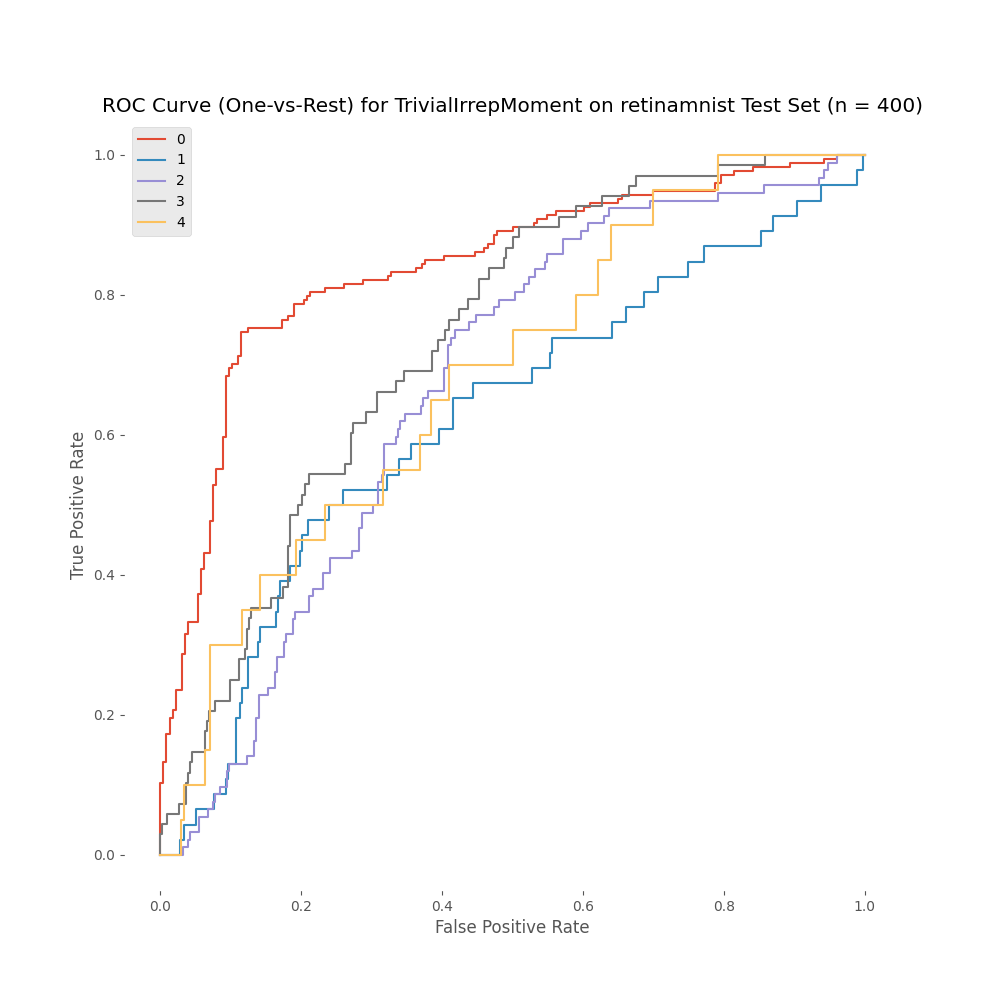 ROC Curve (One-vs-Rest) for TrivialIrrepMoment on retinamnist Test Set (n = 400)
0
1
2
3
4
1.0
0.8
0.6
0.4
0.2
0.0
True Positive Rate
0.0 0.2 0.4 0.6 0.8 1.0
False Positive Rate